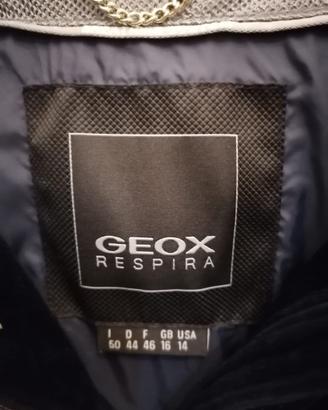 GEOX
RESPIRA
I D F GB USA
50 44 46 16 14